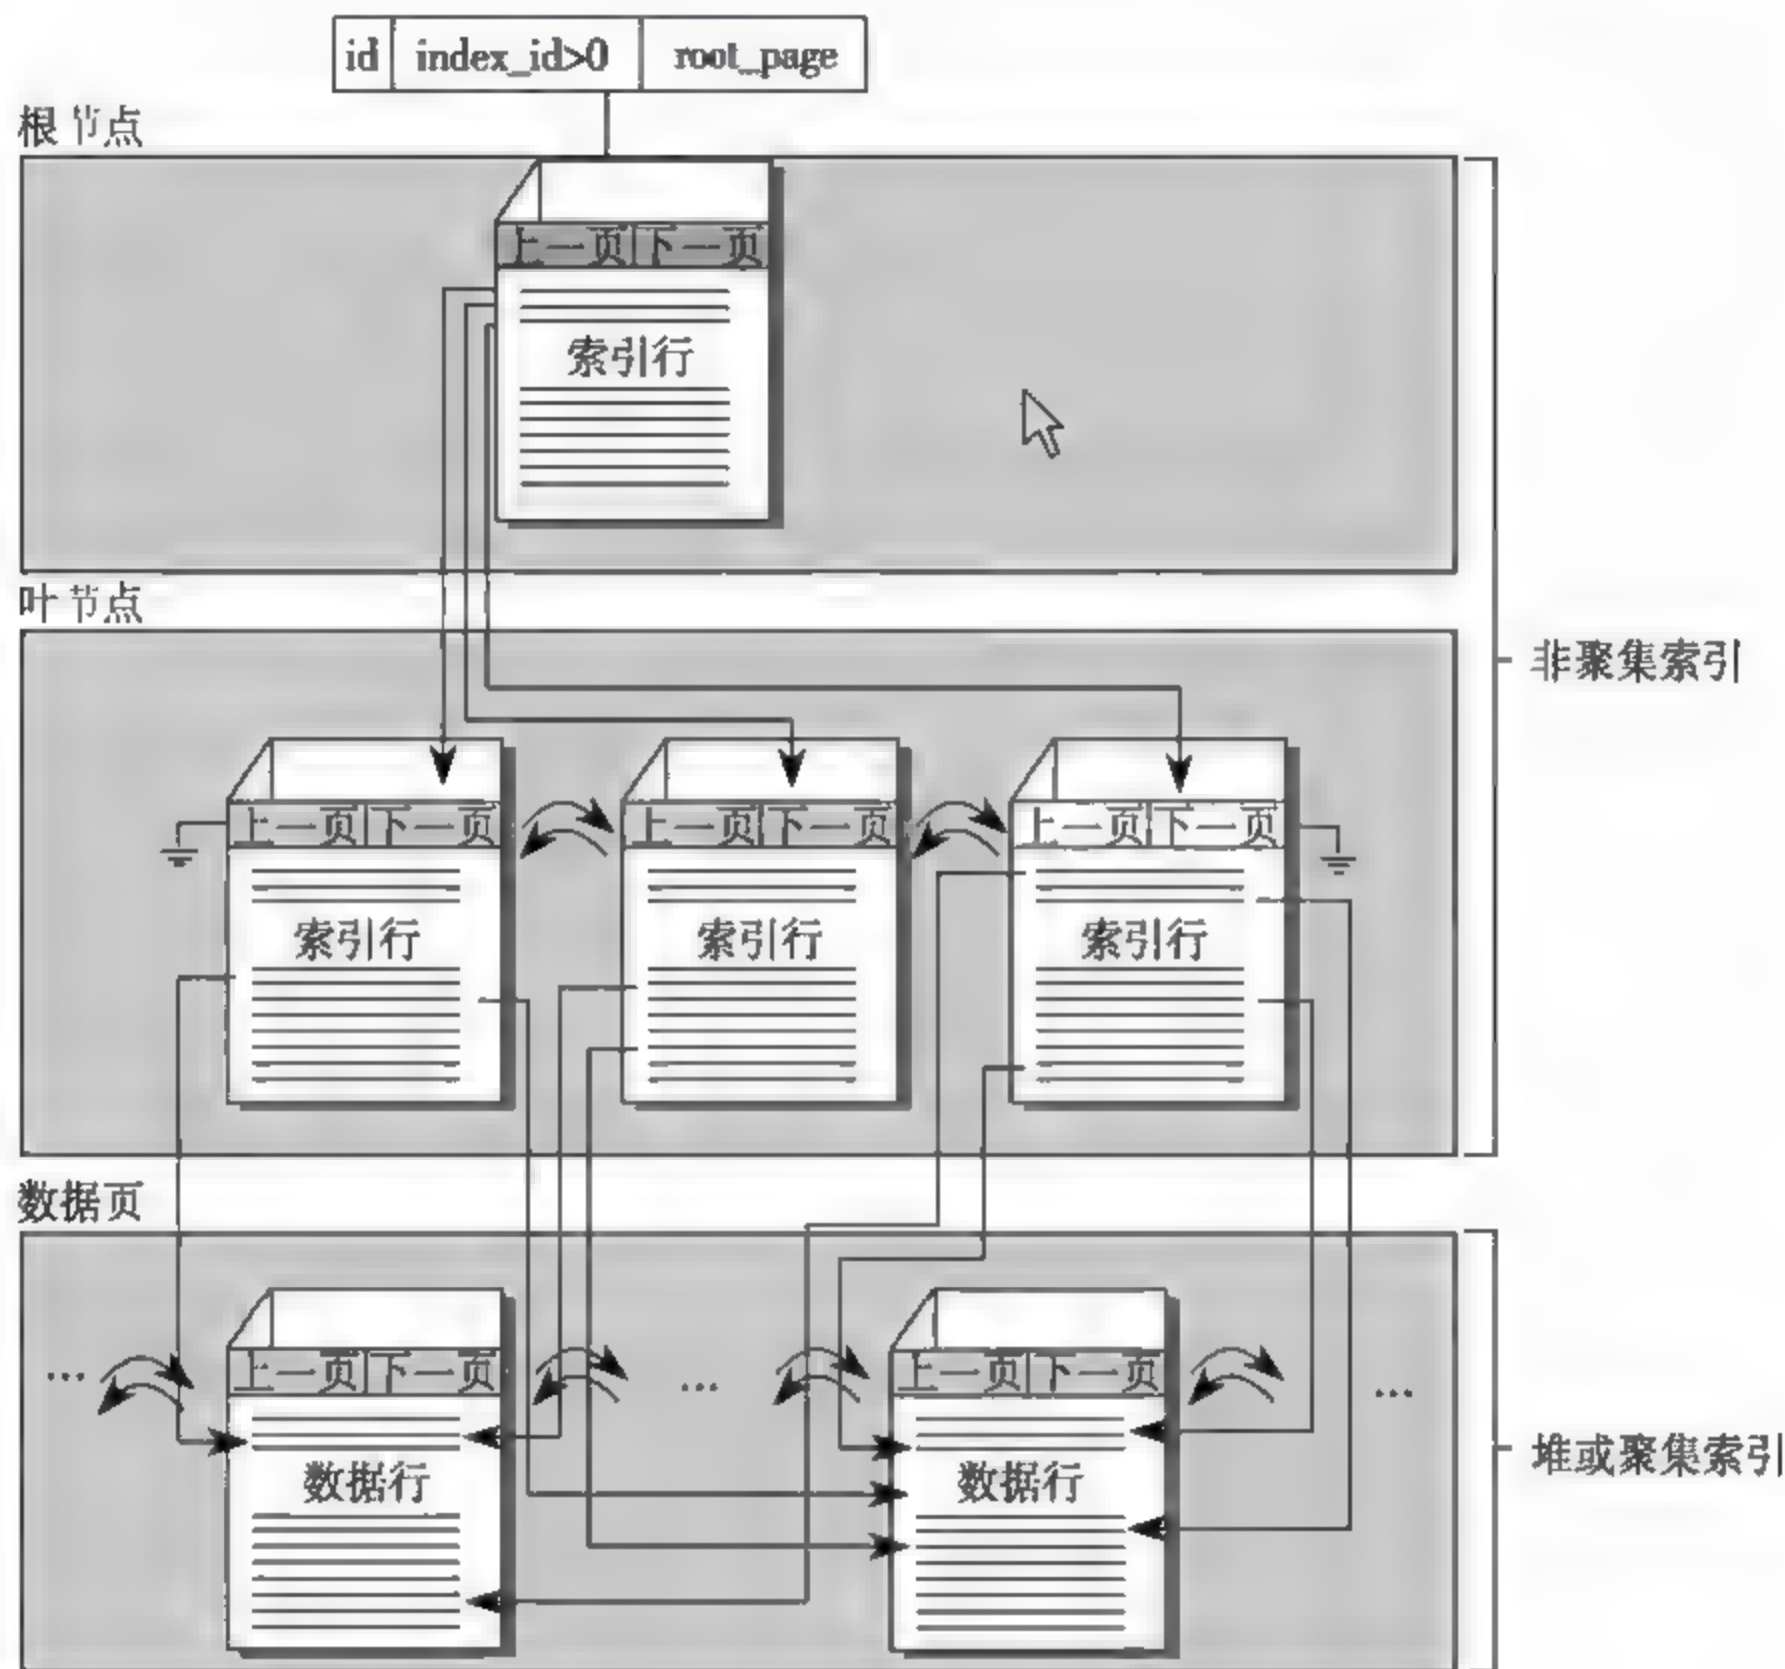 id index_id>0 root_page
根节点
上一页 下一页
索引行
叶节点
非聚集索引
上一页 下一页 上一页 下一页 上一页 下一页
索引行 索引行 索引行
数据页
... 上一页 下一页 ... 上一页 下一页 ...
数据行 数据行
堆或聚集索引